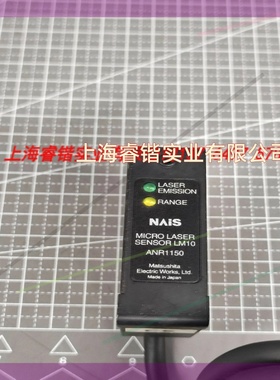 上海睿锴实业有限公司
上海睿锴实
LASER
EMISSION
RANGE
NAiS
MICRO LASER
SENSOR LM10
ANR1150
Matsushita
Electric Works, Ltd.
Made in Japan